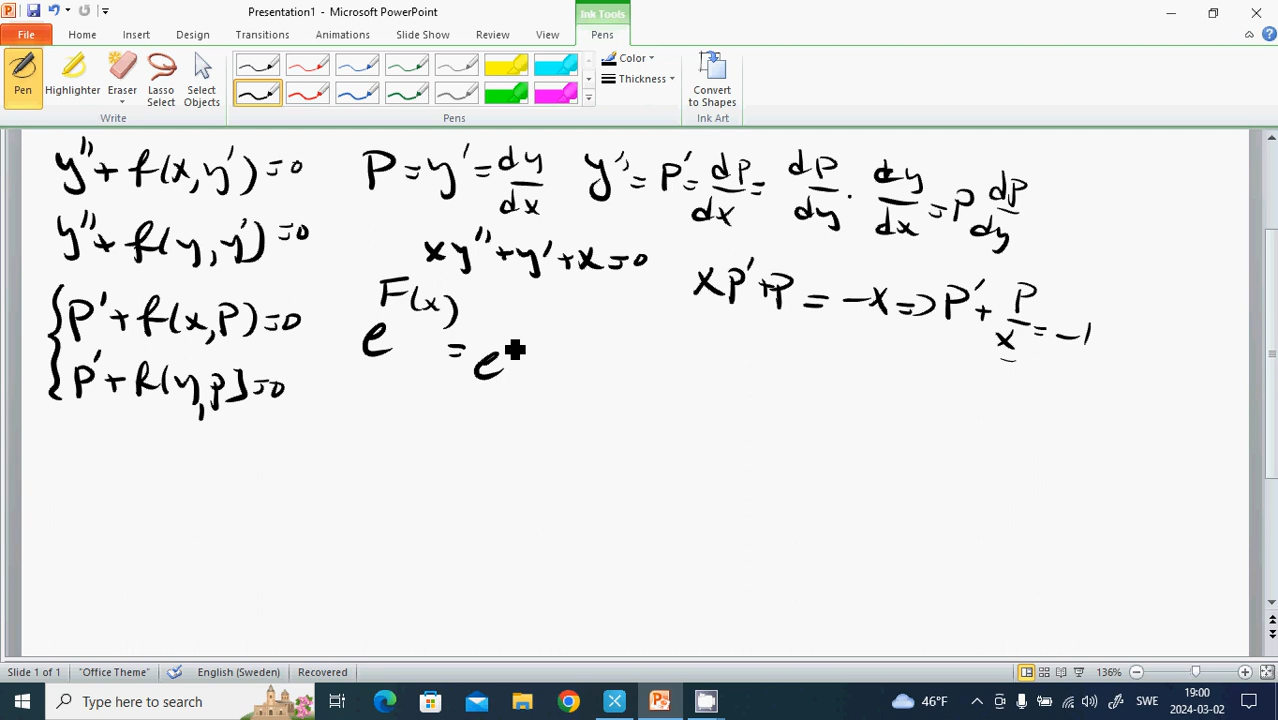 Presentation1 - Microsoft PowerPoint
Ink Tools
File Home Insert Design Transitions Animations Slide Show Review View Pens
Pen Highlighter Eraser Lasso Select Select Objects Color Thickness Convert to Shapes
Write Pens Ink Art
y'' + f(x, y') = 0
P = y' = dy/dx
y'' = P' = dP/dx = dP/dy · dy/dx = P dP/dy
y'' + f(y, y') = 0
xy'' + y' + x = 0
xP' + P = -x => P' + P/x = -1
{ P' + f(x, P) = 0
P' + f(y, P) = 0
e^F(x) = e
Slide 1 of 1 "Office Theme" English (Sweden) Recovered 136%
Type here to search 46°F SWE 19:00
2024-03-02